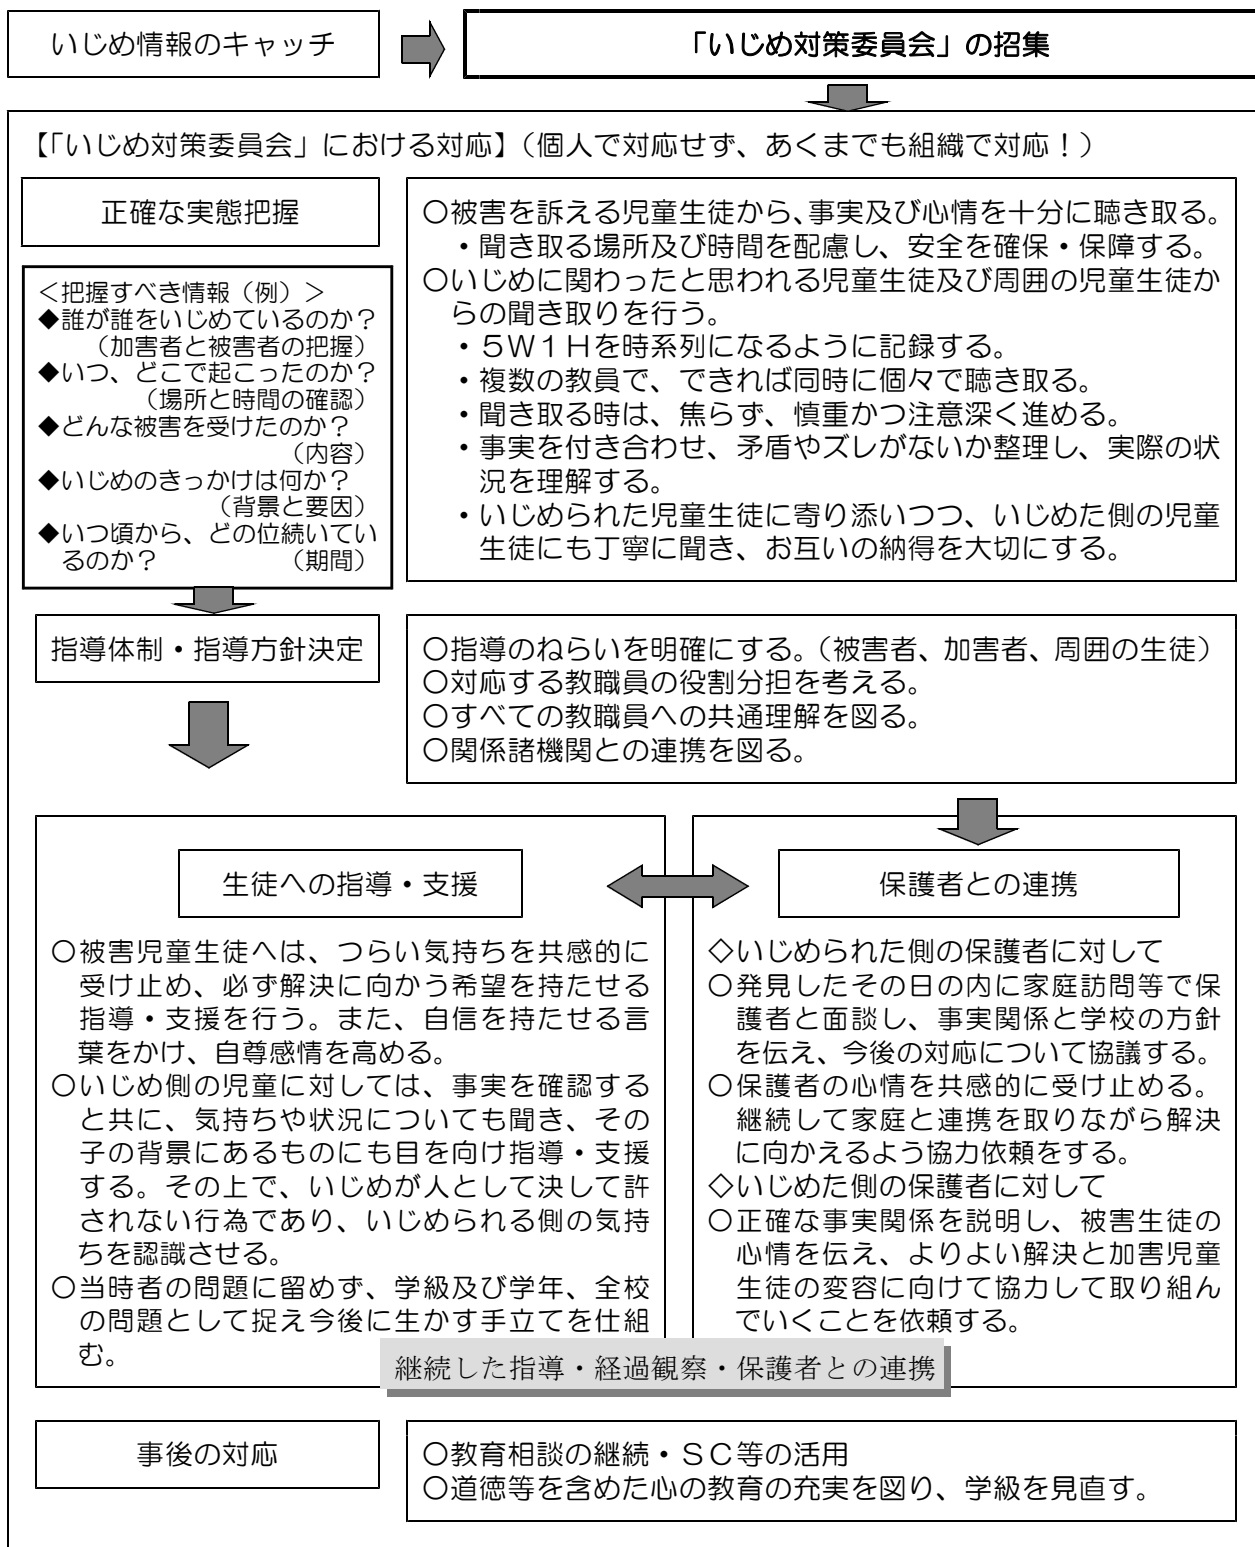 いじめ情報のキャッチ
「いじめ対策委員会」の招集
【「いじめ対策委員会」における対応】（個人で対応せず、あくまでも組織で対応！）
正確な実態把握
＜把握すべき情報（例）＞
◆誰が誰をいじめているのか？
（加害者と被害者の把握）
◆いつ、どこで起こったのか？
（場所と時間の確認）
◆どんな被害を受けたのか？
（内容）
◆いじめのきっかけは何か？
（背景と要因）
◆いつ頃から、どの位続いてい
るのか？　（期間）
○被害を訴える児童生徒から、事実及び心情を十分に聴き取る。
・聞き取る場所及び時間を配慮し、安全を確保・保障する。
○いじめに関わったと思われる児童生徒及び周囲の児童生徒か
らの聞き取りを行う。
・５Ｗ１Ｈを時系列になるように記録する。
・複数の教員で、できれば同時に個々で聴き取る。
・聞き取る時は、焦らず、慎重かつ注意深く進める。
・事実を付き合わせ、矛盾やズレがないか整理し、実際の状
況を理解する。
・いじめられた児童生徒に寄り添いつつ、いじめた側の児童
生徒にも丁寧に聞き、お互いの納得を大切にする。
指導体制・指導方針決定
○指導のねらいを明確にする。（被害者、加害者、周囲の生徒）
○対応する教職員の役割分担を考える。
○すべての教職員への共通理解を図る。
○関係諸機関との連携を図る。
生徒への指導・支援
○被害児童生徒へは、つらい気持ちを共感的に
受け止め、必ず解決に向かう希望を持たせる
指導・支援を行う。また、自信を持たせる言
葉をかけ、自尊感情を高める。
○いじめ側の児童に対しては、事実を確認する
と共に、気持ちや状況についても聞き、その
子の背景にあるものにも目を向け指導・支援
する。その上で、いじめが人として決して許
されない行為であり、いじめられる側の気持
ちを認識させる。
○当時者の問題に留めず、学級及び学年、全校
の問題として捉え今後に生かす手立てを仕組
む。
保護者との連携
◇いじめられた側の保護者に対して
○発見したその日の内に家庭訪問等で保
護者と面談し、事実関係と学校の方針
を伝え、今後の対応について協議する。
○保護者の心情を共感的に受け止める。
継続して家庭と連携を取りながら解決
に向かえるよう協力依頼をする。
◇いじめた側の保護者に対して
○正確な事実関係を説明し、被害生徒の
心情を伝え、よりよい解決と加害児童
生徒の変容に向けて協力して取り組ん
でいくことを依頼する。
継続した指導・経過観察・保護者との連携
事後の対応
○教育相談の継続・ＳＣ等の活用
○道徳等を含めた心の教育の充実を図り、学級を見直す。